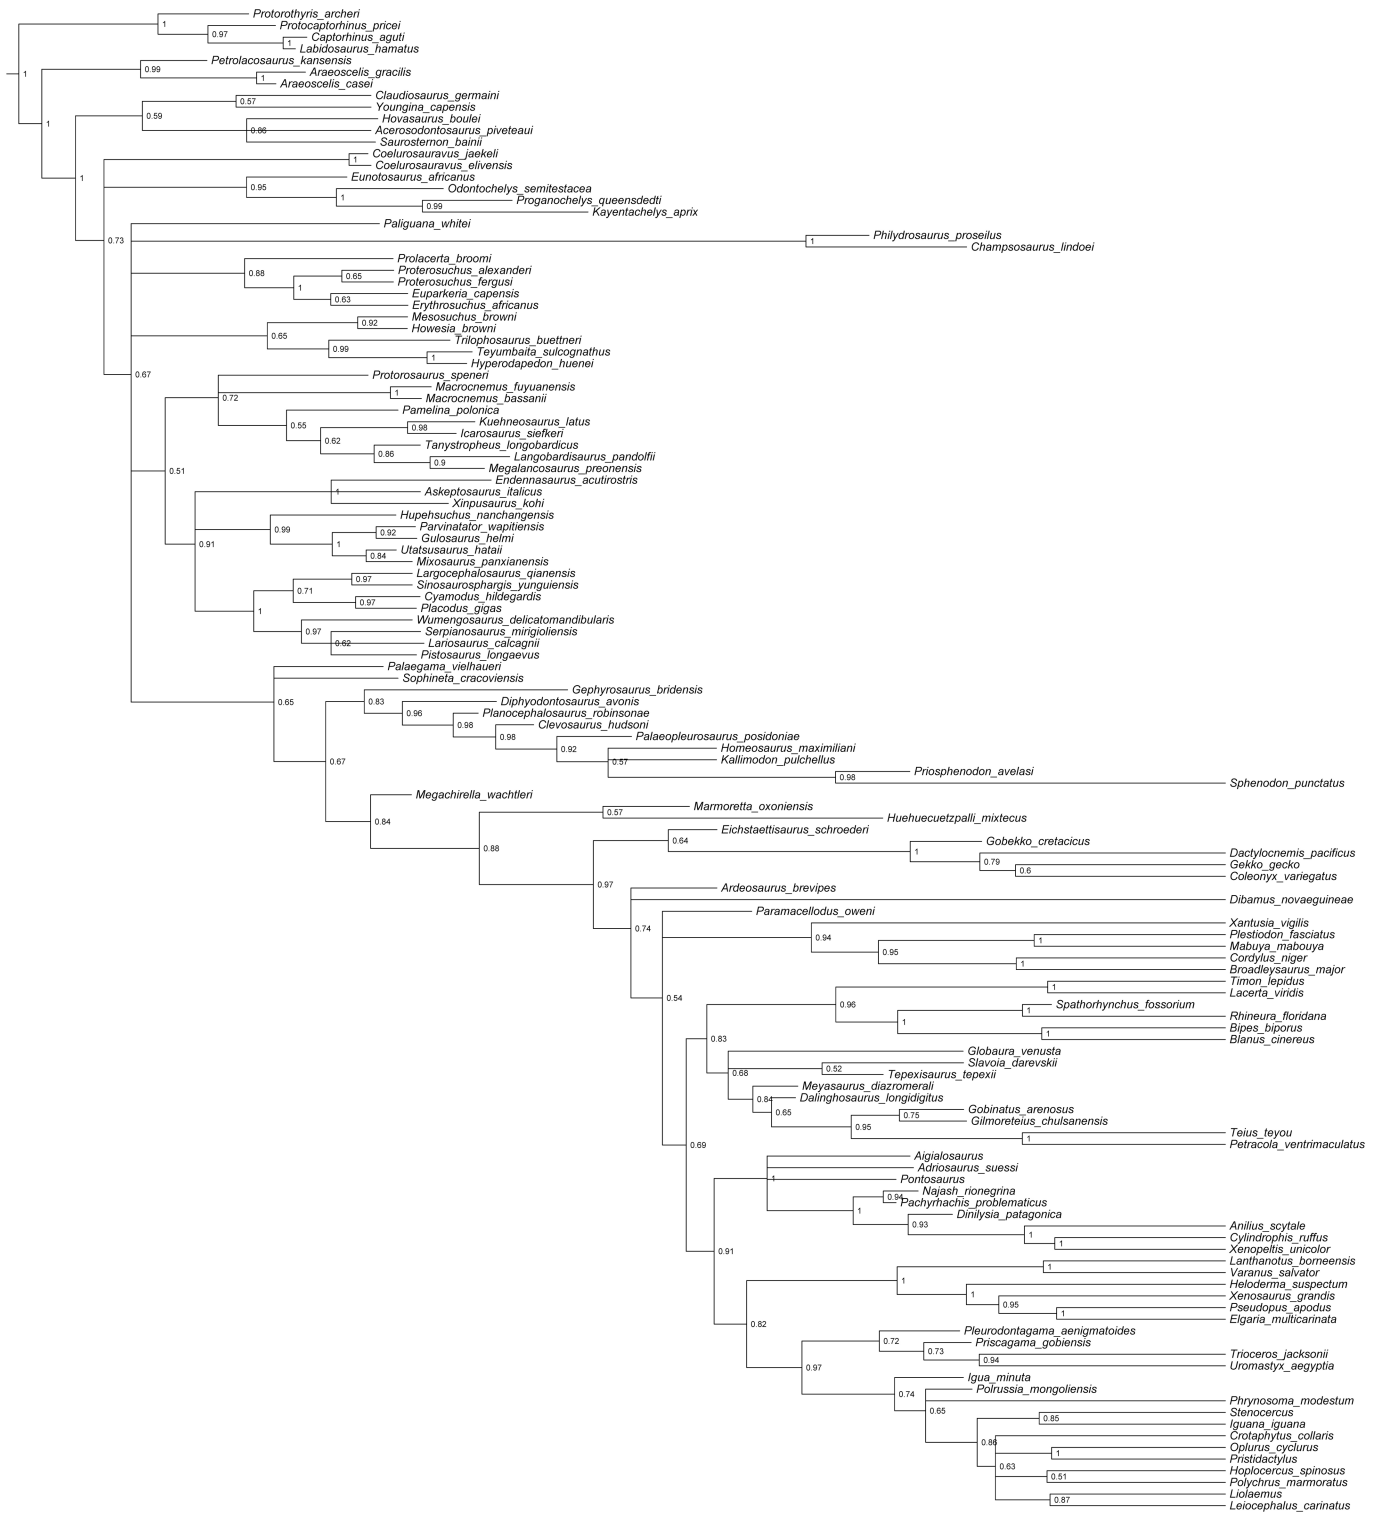 Protorothyris_archeri
1
Protocaptorhinus_pricei
0.97
Captorhinus_aguti
1
Labidosaurus_hamatus
Petrolacosaurus_kansensis
0.99
Araeoscelis_gracilis
1
1
Araeoscelis_casei
Claudiosaurus_germaini
0.57
Youngina_capensis
0.59
Hovasaurus_boulei
1
0.86
Acerosodontosaurus_piveteaui
Saurosternon_bainii
Coelurosauravus_jaekeli
1
Coelurosauravus_elivensis
1
Eunotosaurus_africanus
0.95
Odontochelys_semitestacea
1
Proganochelys_queensdedti
0.99
Kayentachelys_aprix
Paliguana_whitei
Philydrosaurus_proseilus
0.73
1
Champsosaurus_lindoei
Prolacerta_broomi
0.88
Proterosuchus_alexanderi
0.65
Proterosuchus_fergusi
1
Euparkeria_capensis
0.63
Erythrosuchus_africanus
Mesosuchus_browni
0.92
Howesia_browni
0.65
Trilophosaurus_buettneri
0.99
Teyumbaita_sulcognathus
1
Hyperodapedon_huenei
0.67
Protorosaurus_speneri
Macrocnemus_fuyuanensis
1
0.72
Macrocnemus_bassanii
Pamelina_polonica
0.55
Kuehneosaurus_latus
0.98
Icarosaurus_siefkeri
0.62
Tanystropheus_longobardicus
0.86
Langobardisaurus_pandolfii
0.9
Megalancosaurus_preonensis
0.51
Endennasaurus_acutirostris
1
Askeptosaurus_italicus
Xinpusaurus_kohi
Hupehsuchus_nanchangensis
0.99
Parvinatator_wapitiensis
0.92
Gulosaurus_helmi
0.91
1
Utatsusaurus_hataii
0.84
Mixosaurus_panxianensis
Largocephalosaurus_qianensis
0.97
Sinosaurosphargis_yunguiensis
0.71
Cyamodus_hildegardis
0.97
Placodus_gigas
1
Wumengosaurus_delicatomandibularis
0.97
Serpianosaurus_mirigioliensis
0.62
Lariosaurus_calcagnii
Pistosaurus_longaevus
Palaegama_vielhaueri
Sophineta_cracoviensis
0.65
Gephyrosaurus_bridensis
0.83
Diphyodontosaurus_avonis
0.96
Planocephalosaurus_robinsonae
0.98
Clevosaurus_hudsoni
0.98
Palaeopleurosaurus_posidoniae
0.92
Homeosaurus_maximiliani
0.67
0.57
Kallimodon_pulchellus
Priosphenodon_avelasi
0.98
Sphenodon_punctatus
Megachirella_wachtleri
0.84
Marmoretta_oxoniensis
0.57
Huehuecuetzpalli_mixtecus
0.88
Eichstaettisaurus_schroederi
0.64
Gobekko_cretacicus
1
Dactylocnemis_pacificus
0.79
Gekko_gecko
0.6
Coleonyx_variegatus
0.97
Ardeosaurus_brevipes
Dibamus_novaeguineae
0.74
Paramacellodus_oweni
Xantusia_vigilis
0.94
Plestiodon_fasciatus
1
Mabuya_mabouya
0.95
Cordylus_niger
1
Broadleysaurus_major
0.54
Timon_lepidus
1
Lacerta_viridis
0.96
Spathorhynchus_fossorium
1
Rhineura_floridana
1
Bipes_biporus
1
Blanus_cinereus
0.83
Globaura_venusta
Slavoia_darevskii
0.68
0.52
Tepexisaurus_tepexii
Meyasaurus_diazromerali
0.84
Dalinghosaurus_longidigitus
0.65
Gobinatus_arenosus
0.75
Gilmoreteius_chulsanensis
0.95
Teius_teyou
1
Petracola_ventrimaculatus
0.69
Aigialosaurus
Adriosaurus_suessi
1
Pontosaurus
Najash_rionegrina
0.94
Pachyrhachis_problematicus
1
Dinilysia_patagonica
0.93
Anilius_scytale
1
Cylindrophis_ruffus
1
Xenopeltis_unicolor
0.91
Lanthanotus_borneensis
1
Varanus_salvator
1
Heloderma_suspectum
1
Xenosaurus_grandis
0.95
Pseudopus_apodus
1
Elgaria_multicarinata
0.82
Pleurodontagama_aenigmatoides
0.72
Priscagama_gobiensis
0.73
Trioceros_jacksonii
0.94
Uromastyx_aegyptia
0.97
Igua_minuta
0.74
Polrussia_mongoliensis
Phrynosoma_modestum
0.65
Stenocercus
0.85
Iguana_iguana
0.86
Crotaphytus_collaris
Oplurus_cyclurus
1
Pristidactylus
0.63
Hoplocercus_spinosus
0.51
Polychrus_marmoratus
Liolaemus
0.87
Leiocephalus_carinatus